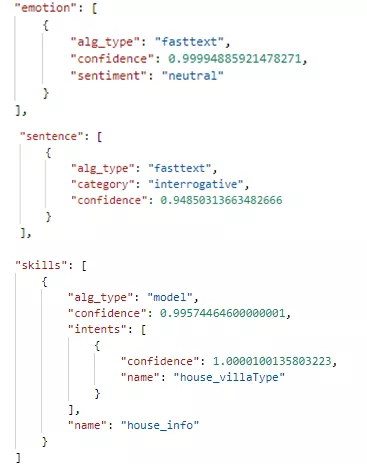 "emotion": [
{
"alg_type": "fasttext",
"confidence": 0.99994885921478271,
"sentiment": "neutral"
}
],
"sentence": [
{
"alg_type": "fasttext",
"category": "interrogative",
"confidence": 0.94850313663482666
}
],
"skills": [
{
"alg_type": "model",
"confidence": 0.99574464600000001,
"intents": [
{
"confidence": 1.0000100135803223,
"name": "house_villaType"
}
],
"name": "house_info"
}
]